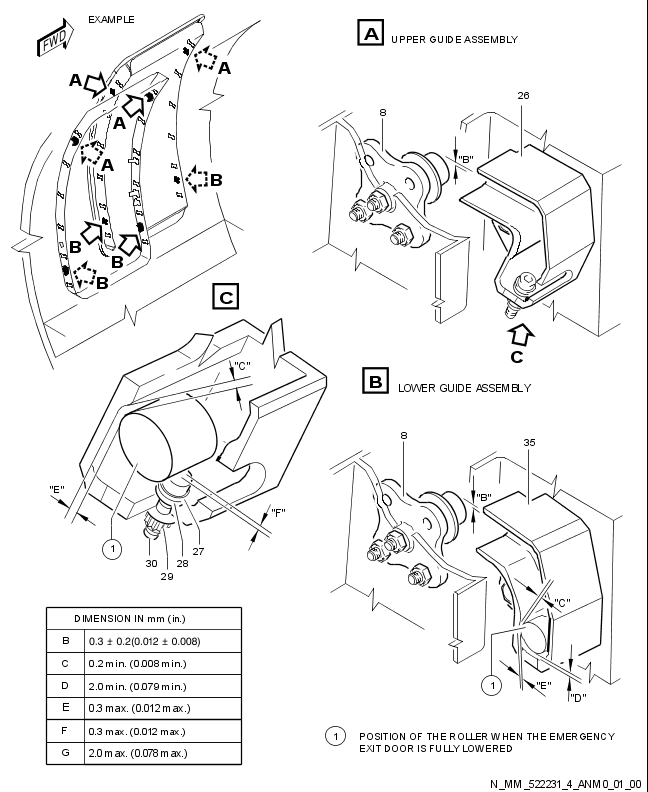 EXAMPLE
FWD
A
A
A
A
B
B
B
B
A UPPER GUIDE ASSEMBLY
8
26
"B"
C
C
"C"
"E"
"F"
1
30
29
28
27
B LOWER GUIDE ASSEMBLY
8
35
"B"
"C"
"D"
"E"
1
DIMENSION IN mm (in.)
B 0.3 ± 0.2(0.012 ± 0.008)
C 0.2 min. (0.008 min.)
D 2.0 min. (0.079 min.)
E 0.3 max. (0.012 max.)
F 0.3 max. (0.012 max.)
G 2.0 max. (0.078 max.)
1 POSITION OF THE ROLLER WHEN THE EMERGENCY
EXIT DOOR IS FULLY LOWERED
N_MM_522231_4_ANM0_01_00